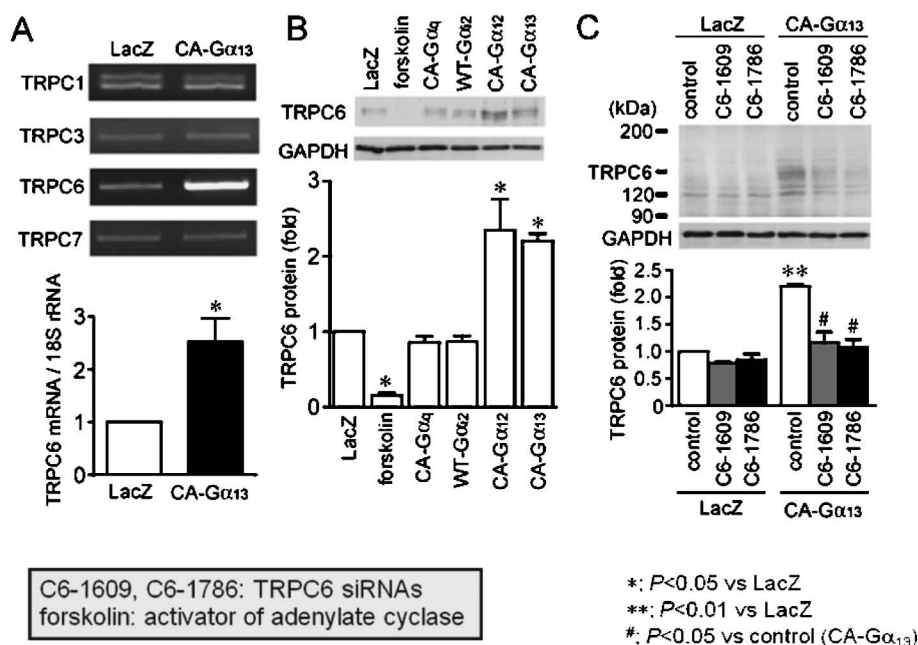 A
LacZ CA-Gα13
TRPC1
TRPC3
TRPC6
TRPC7
TRPC6 mRNA / 18S rRNA
3
2
1
0
*
LacZ CA-Gα13
B
LacZ
forskolin
CA-Gαq
WT-Gαi2
CA-Gα12
CA-Gα13
TRPC6
GAPDH
TRPC6 protein (fold)
3
2
1
0
*
*
*
LacZ
forskolin
CA-Gαq
WT-Gαi2
CA-Gα12
CA-Gα13
C
LacZ CA-Gα13
control
C6-1609
C6-1786
control
C6-1609
C6-1786
(kDa)
200
TRPC6
120
90
GAPDH
TRPC6 protein (fold)
2.5
2.0
1.5
1.0
0.5
0.0
**
#
#
control
C6-1609
C6-1786
control
C6-1609
C6-1786
LacZ CA-Gα13
C6-1609, C6-1786: TRPC6 siRNAs
forskolin: activator of adenylate cyclase
*; P<0.05 vs LacZ
**; P<0.01 vs LacZ
#; P<0.05 vs control (CA-Gα13)